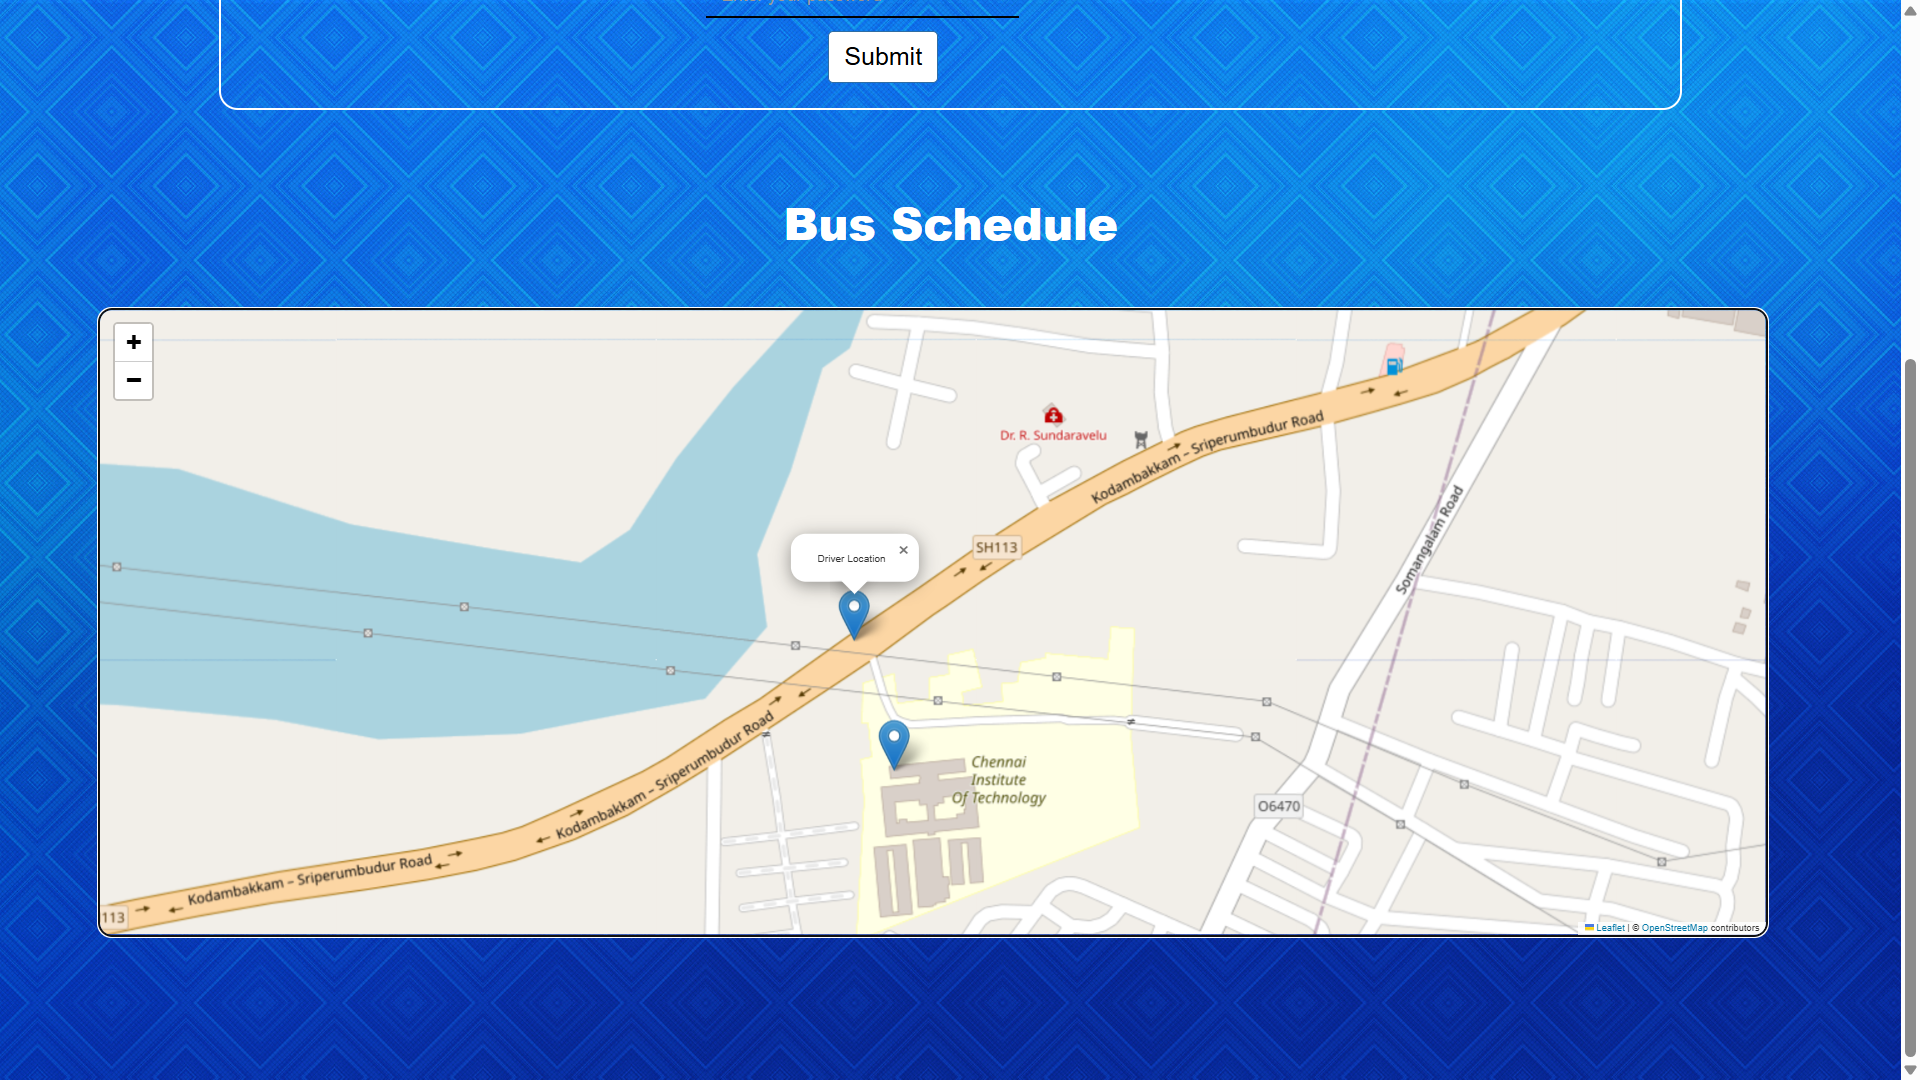 Submit
Bus Schedule
+
−
Dr. R. Sundaravelu
Kodambakkam – Sriperumbudur Road
SH113
Somangalam Road
Driver Location
×
Kodambakkam – Sriperumbudur Road
Chennai
Institute
Of Technology
O6470
Kodambakkam – Sriperumbudur Road
113
Leaflet | © OpenStreetMap contributors